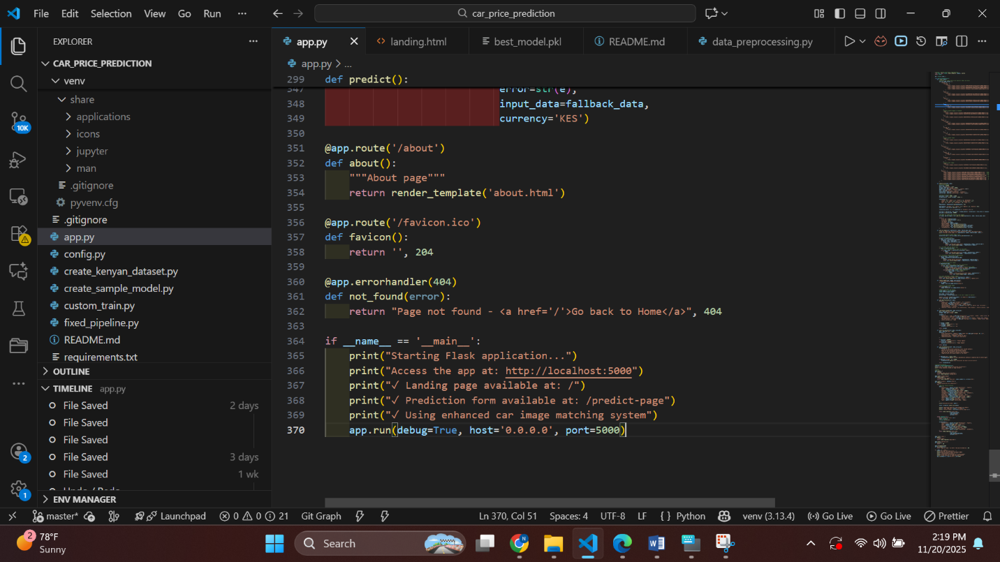 File Edit Selection View Go Run ··· car_price_prediction
EXPLORER ···
CAR_PRICE_PREDICTION
venv
share
applications
icons
jupyter
man
.gitignore
pyvenv.cfg
.gitignore
app.py
config.py
create_kenyan_dataset.py
create_sample_model.py
custom_train.py
fixed_pipeline.py
README.md
requirements.txt
OUTLINE
TIMELINE app.py
File Saved 2 days
File Saved
File Saved
File Saved 3 days
File Saved 1 wk
Undo / Redo
ENV MANAGER
10K
2
1
app.py landing.html best_model.pkl README.md data_preprocessing.py
app.py > ...
299 def predict():
347 error=str(e),
348 input_data=fallback_data,
349 currency='KES')
350
351 @app.route('/about')
352 def about():
353 """About page"""
354 return render_template('about.html')
355
356 @app.route('/favicon.ico')
357 def favicon():
358 return '', 204
359
360 @app.errorhandler(404)
361 def not_found(error):
362 return "Page not found - <a href='/'>Go back to Home</a>", 404
363
364 if __name__ == '__main__':
365 print("Starting Flask application...")
366 print("Access the app at: http://localhost:5000")
367 print("✓ Landing page available at: /")
368 print("✓ Prediction form available at: /predict-page")
369 print("✓ Using enhanced car image matching system")
370 app.run(debug=True, host='0.0.0.0', port=5000)
master* Launchpad 0 0 21 Git Graph Ln 370, Col 51 Spaces: 4 UTF-8 LF { } Python venv (3.13.4) Go Live Go Live Prettier
2 78°F
Sunny
Search
2:19 PM
11/20/2025